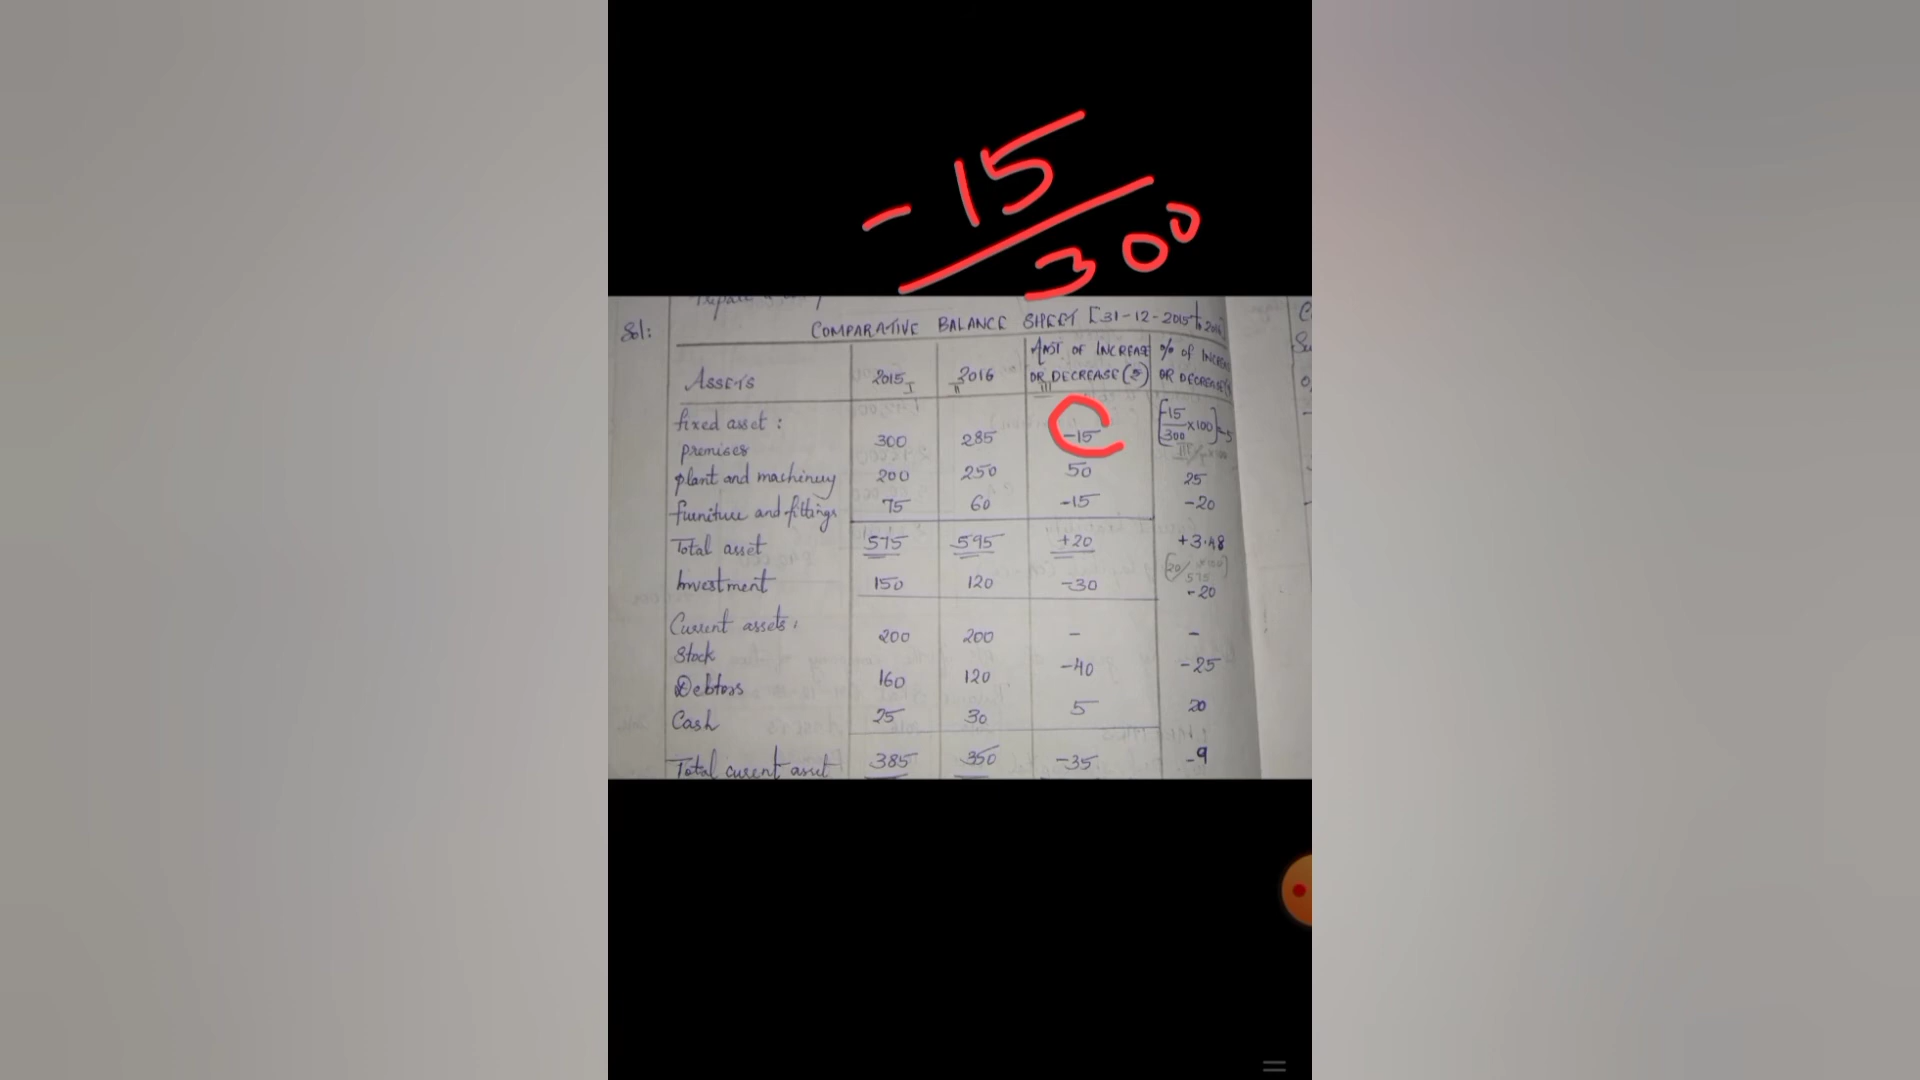 -15
300
Sol:
COMPARATIVE BALANCE SHEET [31-12-2015 to
ASSETS 2015 I 2016 II AMT OF INCREASE OR DECREASE (₹) III % OF OR DECREASE
fixed asset :
premises 300 285 -15 [-15/300 ×100] -5
plant and machinery 200 250 50 25
furniture and fittings 75 60 -15 -20
Total asset 575 595 +20 +3.48
[20/575
Investment 150 120 -30 -20
Current assets:
Stock 200 200 - -
Debtors 160 120 -40 -25
Cash 25 30 5 20
Total current asset 385 350 -35 -9